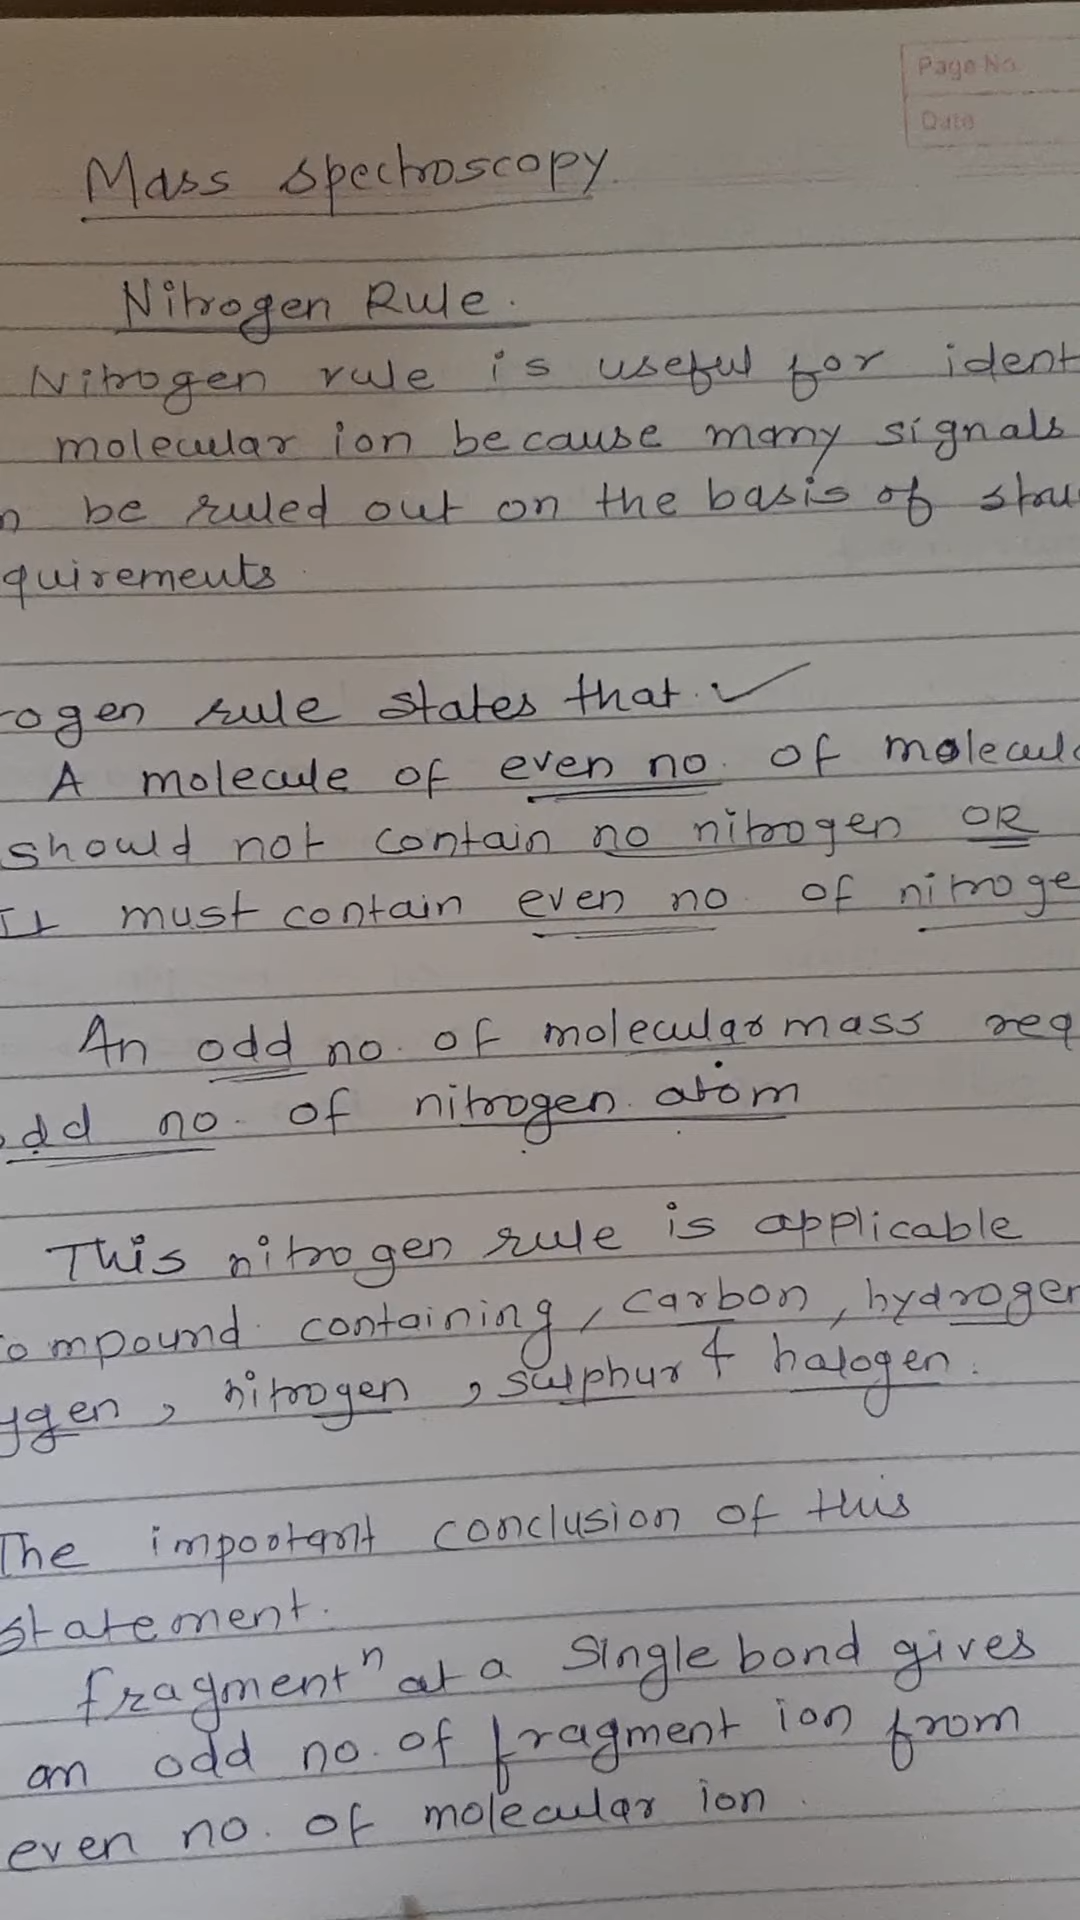 Page No.
Date
Mass spectroscopy.
Nitrogen Rule.
Nitrogen rule is useful for ident
molecular ion because many signals
n be ruled out on the basis of stru
quirements
rogen rule states that. ✓
A molecule of even no. of molecul
should not contain no nitrogen OR
It must contain even no. of nitroge
An odd no. of molecular mass req
odd no. of nitrogen. atom
This nitrogen rule is applicable
compound containing, carbon, hydrogen
ygen, nitrogen, sulphur & halogen.
The important conclusion of this
statement.
fragmentⁿ at a single bond gives
an odd no. of fragment ion from
even no. of molecular ion.